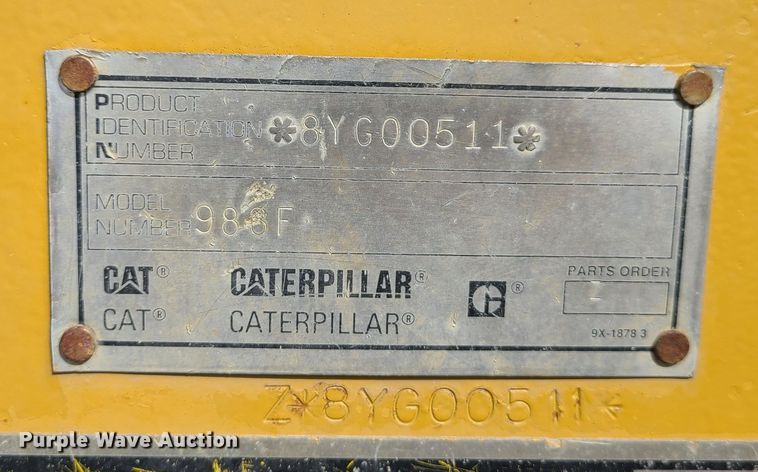 PRODUCT
IDENTIFICATION *8YG00511*
NUMBER
MODEL
NUMBER 988F
CAT® CATERPILLAR® G®
CAT® CATERPILLAR®
PARTS ORDER
9X-1878 3
Z*8YG00511*
Purple Wave Auction